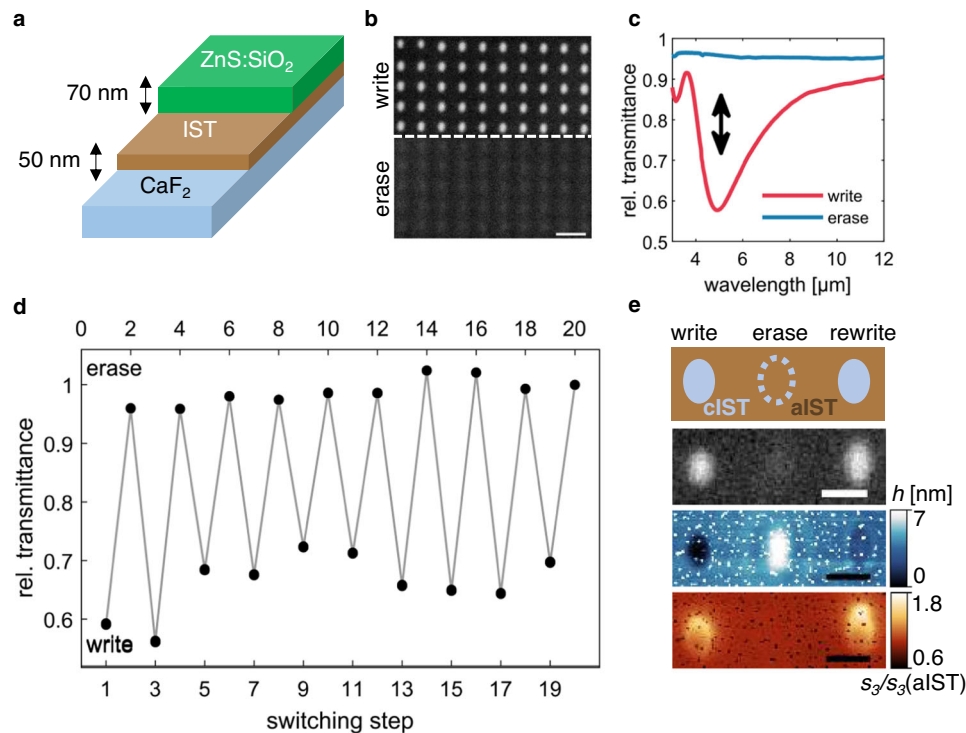 a
ZnS:SiO2
70 nm
IST
50 nm
CaF2
b
write
erase
c
1
0.9
0.8
0.7
0.6
0.5
rel. transmittance
write
erase
4 6 8 10 12
wavelength [µm]
d
0 2 4 6 8 10 12 14 16 18 20
erase
1
0.9
0.8
0.7
0.6
rel. transmittance
write
1 3 5 7 9 11 13 15 17 19
switching step
e
write erase rewrite
cIST aIST
h [nm]
7
0
1.8
0.6
s3/s3(aIST)